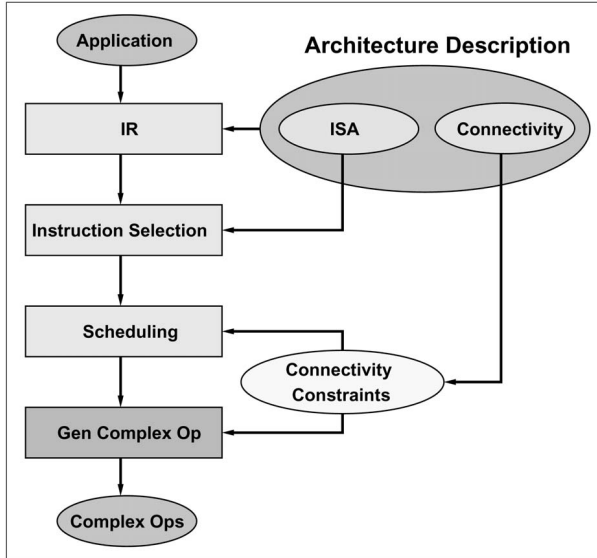 Application
Architecture Description
IR
ISA
Connectivity
Instruction Selection
Scheduling
Connectivity
Constraints
Gen Complex Op
Complex Ops